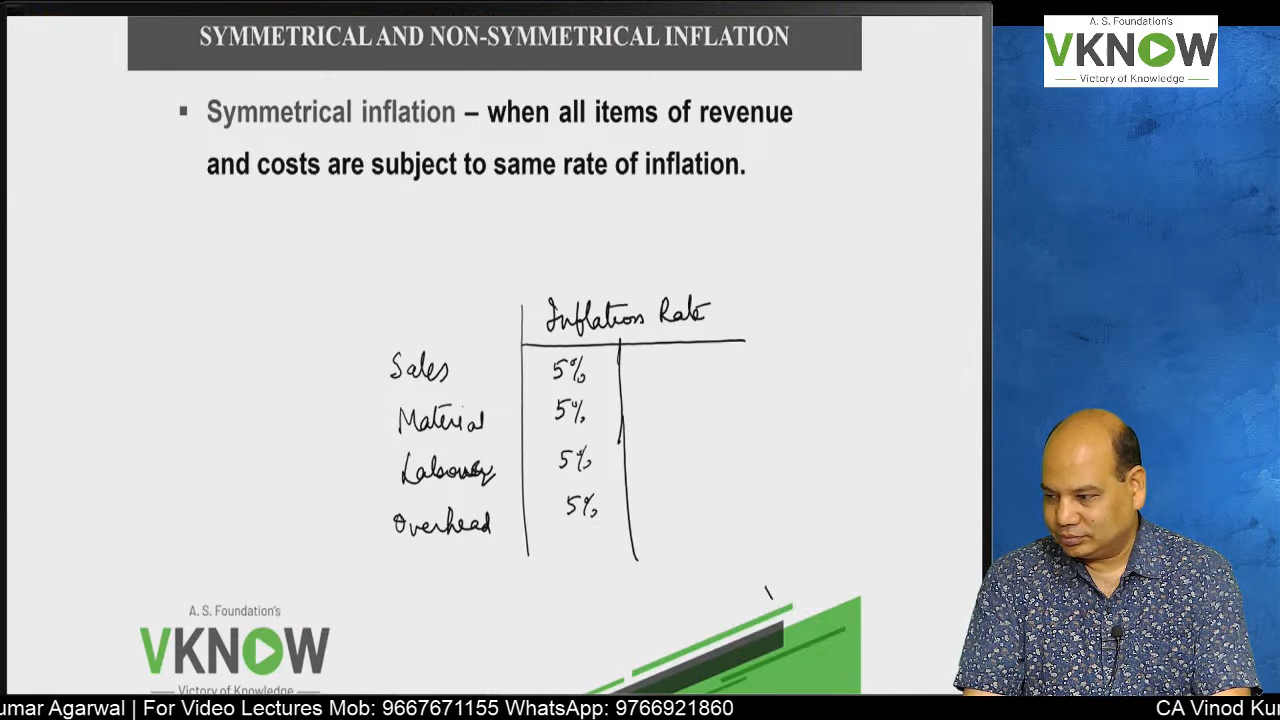 SYMMETRICAL AND NON-SYMMETRICAL INFLATION
A. S. Foundation's
VKNOW
Victory of Knowledge
▪ Symmetrical inflation – when all items of revenue
and costs are subject to same rate of inflation.
Inflation Rate
Sales 5%
Material 5%
Labour 5%
Overhead 5%
A. S. Foundation's
VKNOW
Victory of Knowledge
umar Agarwal | For Video Lectures Mob: 9667671155 WhatsApp: 9766921860
CA Vinod Kur